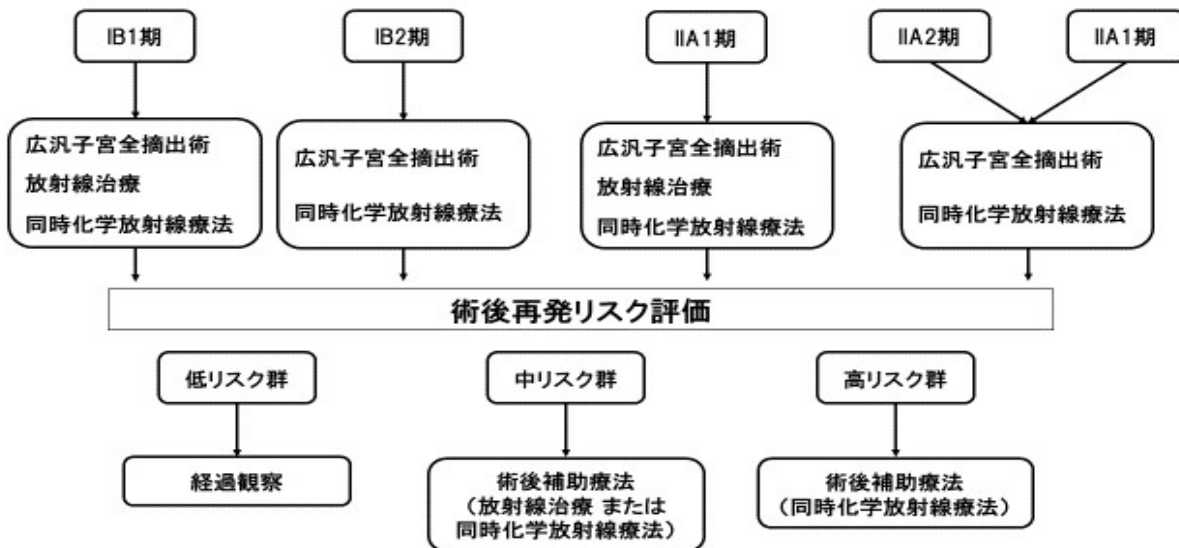 IB1期
IB2期
IIA1期
IIA2期
IIA1期
広汎子宮全摘出術
放射線治療
同時化学放射線療法
広汎子宮全摘出術
同時化学放射線療法
広汎子宮全摘出術
放射線治療
同時化学放射線療法
広汎子宮全摘出術
同時化学放射線療法
術後再発リスク評価
低リスク群
中リスク群
高リスク群
経過観察
術後補助療法
(放射線治療 または
同時化学放射線療法)
術後補助療法
(同時化学放射線療法)